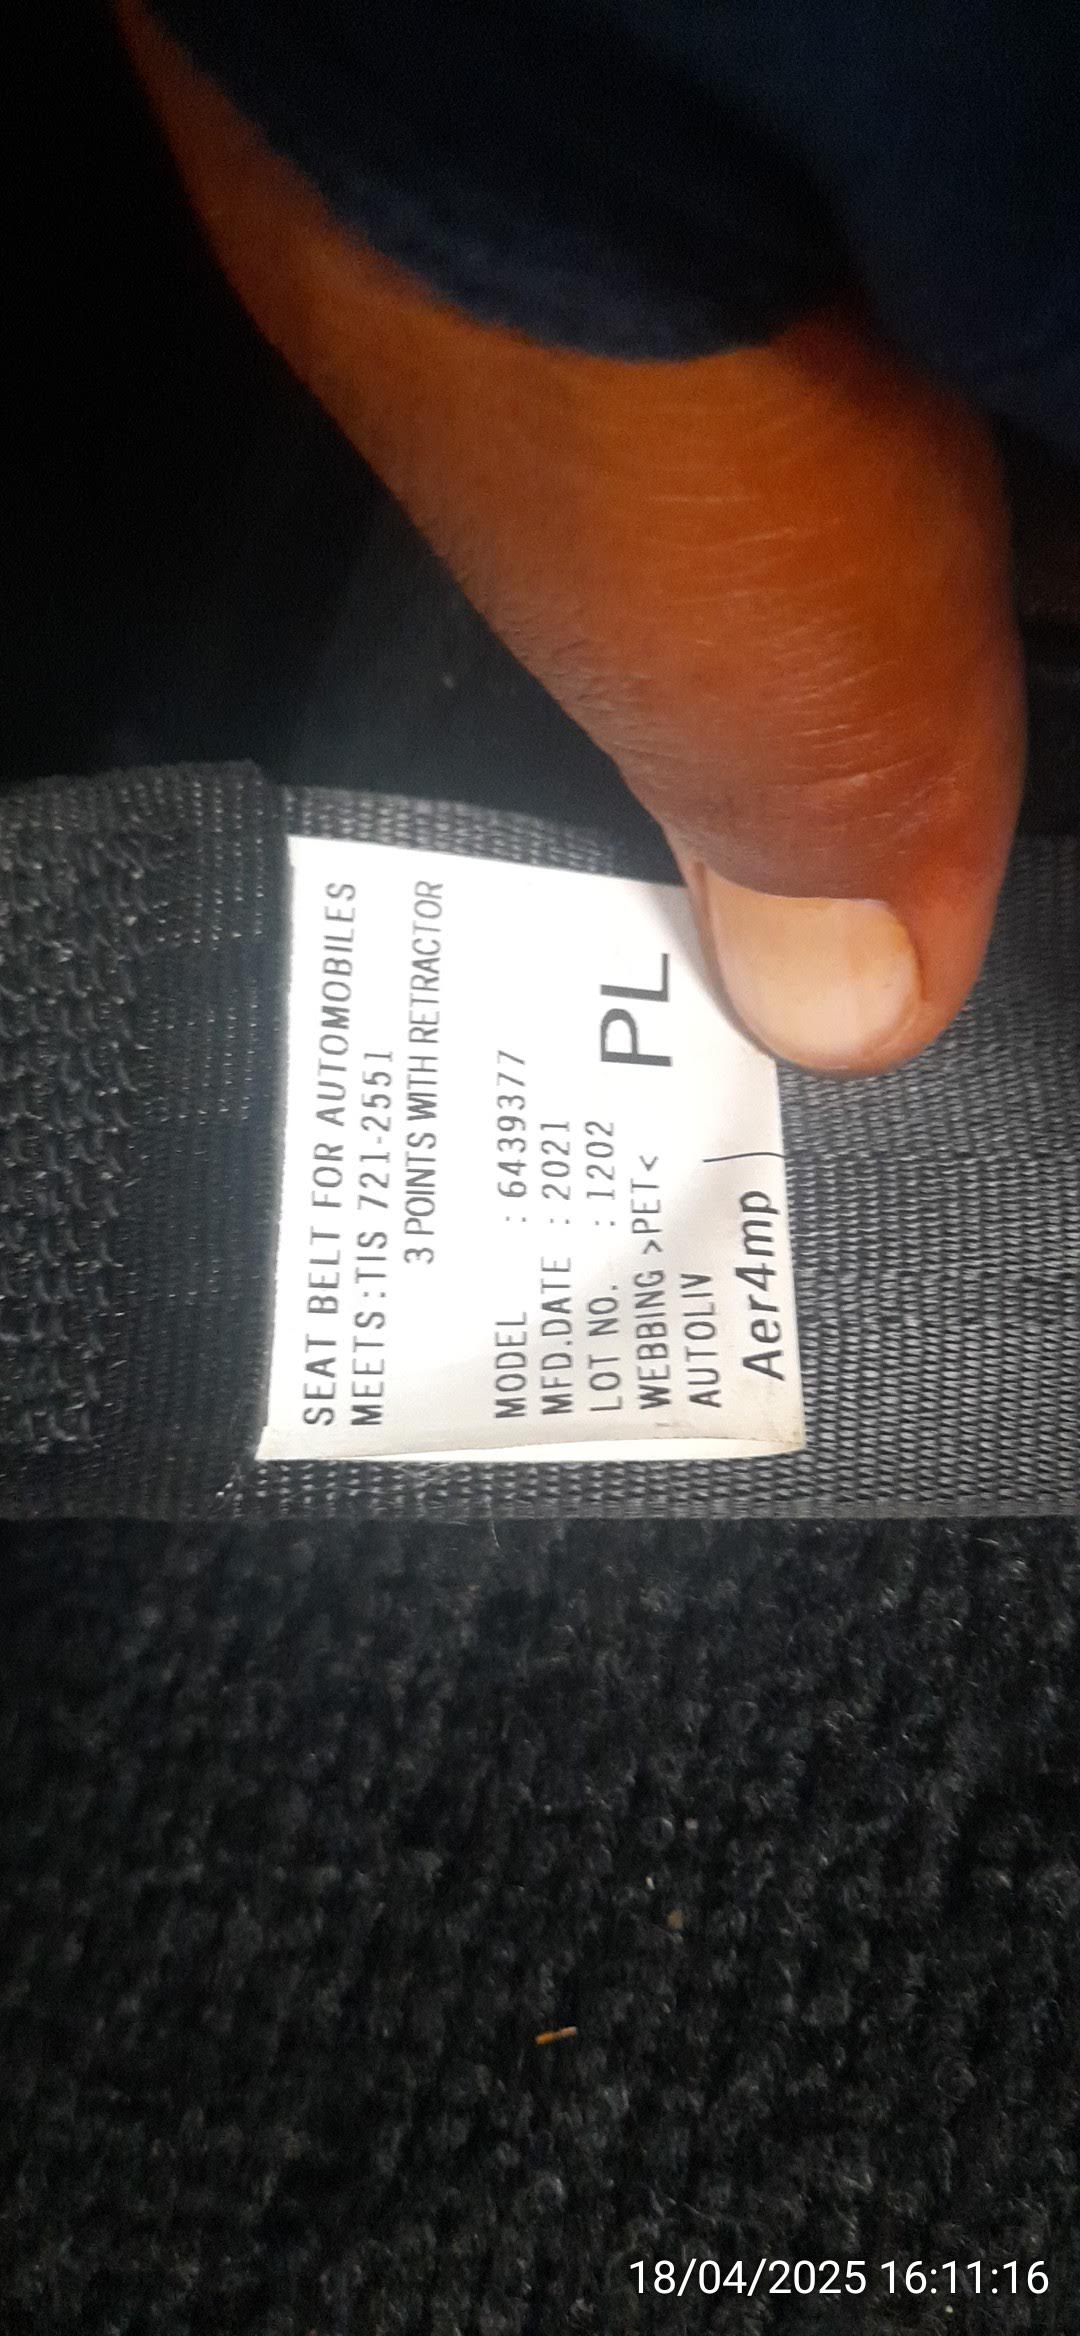 SEAT BELT FOR AUTOMOBILES
MEETS:TIS 721-2551
3 POINTS WITH RETRACTOR
MODEL : 6439377
MFD.DATE : 2021
LOT NO. : 1202
WEBBING >PET<
PL
AUTOLIV
Aer4mp
18/04/2025 16:11:16